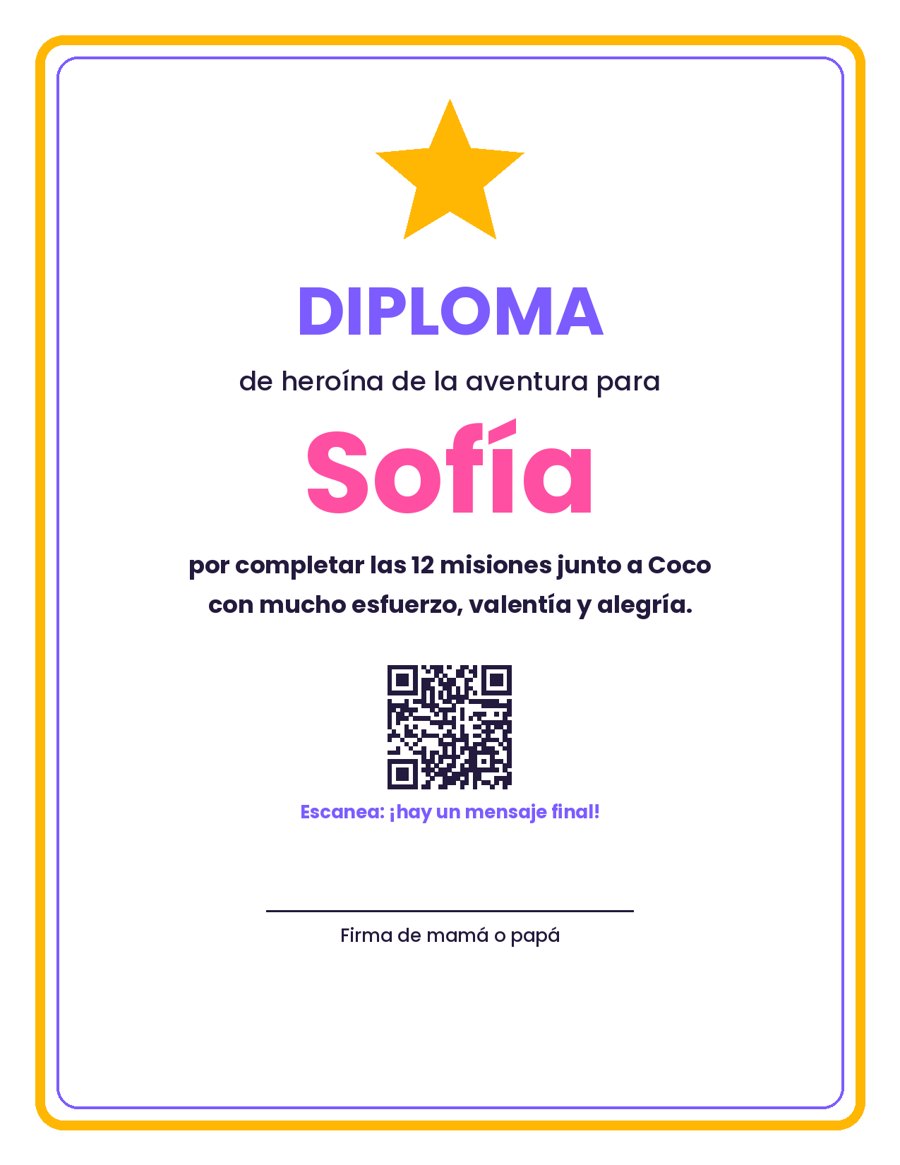 DIPLOMA
de heroína de la aventura para
Sofía
por completar las 12 misiones junto a Coco
con mucho esfuerzo, valentía y alegría.
Escanea: ¡hay un mensaje final!
Firma de mamá o papá